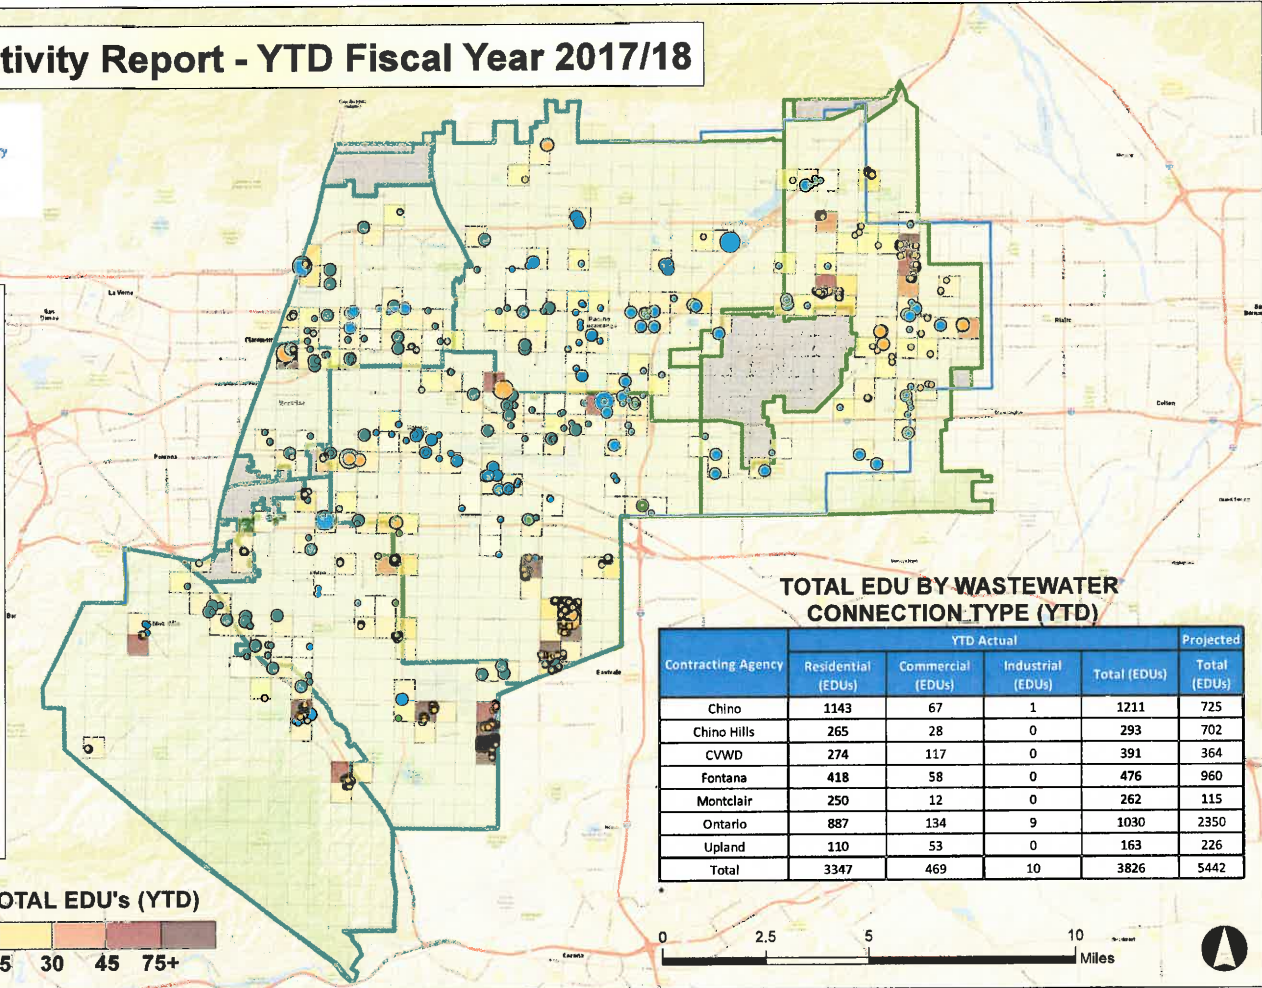 tivity Report - YTD Fiscal Year 2017/18
La Verne
Pomona
Rialto
Colton
Eastvale
Corona
TOTAL EDU BY WASTEWATER
CONNECTION TYPE (YTD)
Contracting Agency YTD Actual Projected
Residential (EDUs) Commercial (EDUs) Industrial (EDUs) Total (EDUs) Total (EDUs)
Chino 1143 67 1 1211 725
Chino Hills 265 28 0 293 702
CVWD 274 117 0 391 364
Fontana 418 58 0 476 960
Montclair 250 12 0 262 115
Ontario 887 134 9 1030 2350
Upland 110 53 0 163 226
Total 3347 469 10 3826 5442
OTAL EDU's (YTD)
5 30 45 75+
0 2.5 5 10
Miles